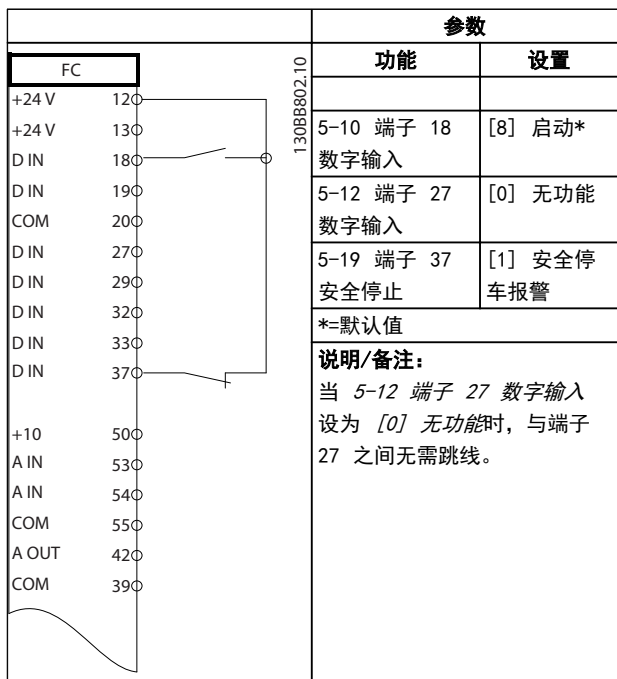 FC
+24 V 12
+24 V 13
D IN 18
D IN 19
COM 20
D IN 27
D IN 29
D IN 32
D IN 33
D IN 37
+10 50
A IN 53
A IN 54
COM 55
A OUT 42
COM 39
130BB802.10
参数
功能 设置
5-10 端子 18 [8] 启动*
数字输入
5-12 端子 27 [0] 无功能
数字输入
5-19 端子 37 [1] 安全停
安全停止 车报警
*=默认值
说明/备注:
当 5-12 端子 27 数字输入
设为 [0] 无功能时, 与端子
27 之间无需跳线。